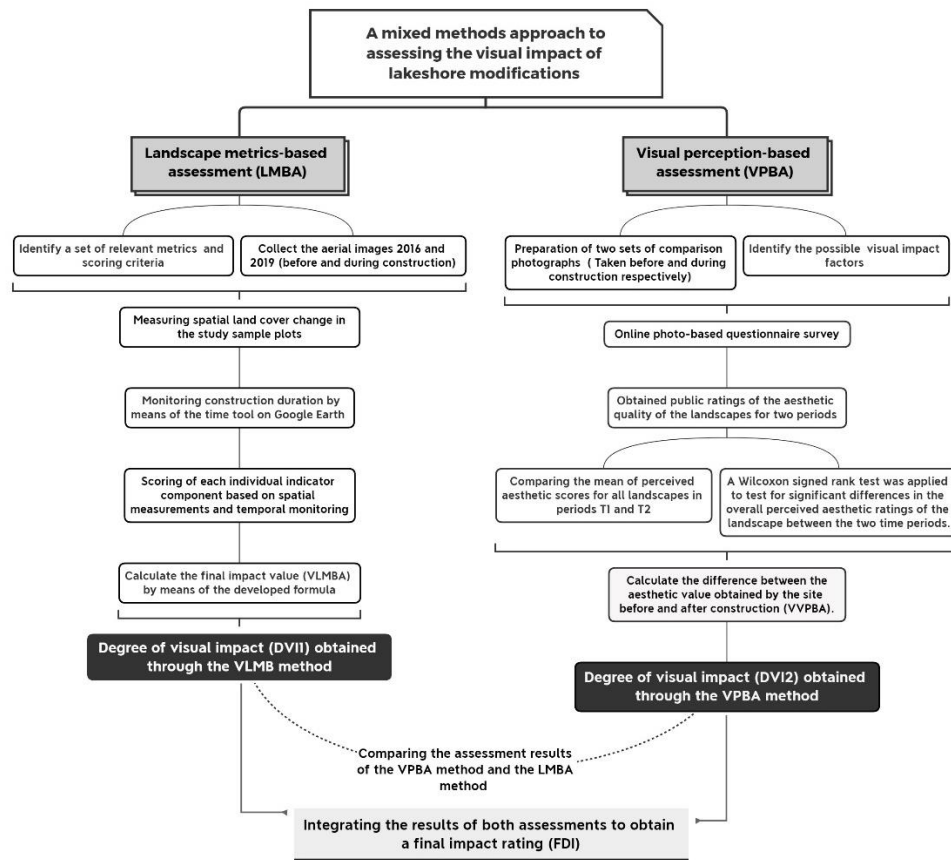 A mixed methods approach to
assessing the visual impact of
lakeshore modifications
Landscape metrics-based
assessment (LMBA)
Visual perception-based
assessment (VPBA)
Identify a set of relevant metrics and
scoring criteria
Collect the aerial images 2016 and
2019 (before and during construction)
Preparation of two sets of comparison
photographs ( Taken before and during
construction respectively)
Identify the possible visual impact
factors
Measuring spatial land cover change in
the study sample plots
Online photo-based questionnaire survey
Monitoring construction duration by
means of the time tool on Google Earth
Obtained public ratings of the aesthetic
quality of the landscapes for two periods
Scoring of each individual indicator
component based on spatial
measurements and temporal monitoring
Comparing the mean of perceived
aesthetic scores for all landscapes in
periods T1 and T2
A Wilcoxon signed rank test was applied
to test for significant differences in the
overall perceived aesthetic ratings of the
landscape between the two time periods.
Calculate the final impact value (VLMBA)
by means of the developed formula
Calculate the difference between the
aesthetic value obtained by the site
before and after construction (VVPBA).
Degree of visual impact (DVI1) obtained
through the VLMB method
Degree of visual impact (DVI2) obtained
through the VPBA method
Comparing the assessment results
of the VPBA method and the LMBA
method
Integrating the results of both assessments to obtain
a final impact rating (FDI)